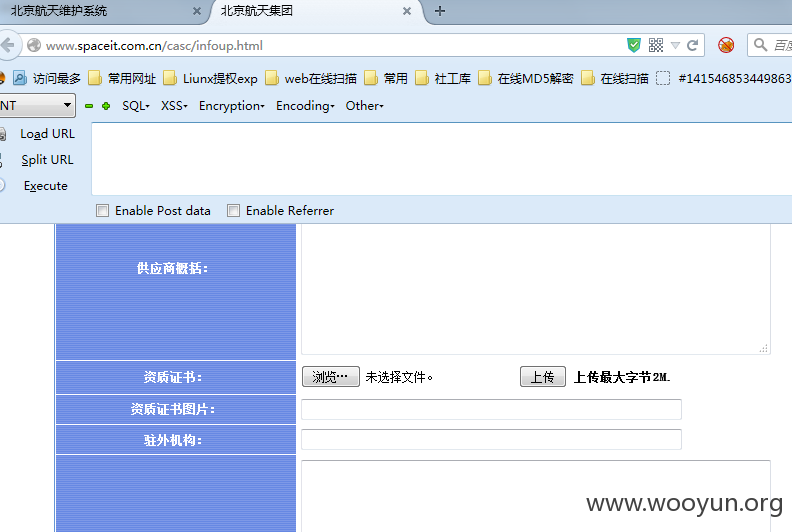 北京航天维护系统
北京航天集团
www.spaceit.com.cn/casc/infoup.html
访问最多 常用网址 Liunx提权exp web在线扫描 常用 社工库 在线MD5解密 在线扫描 #141546853449863
NT SQL XSS Encryption Encoding Other
Load URL
Split URL
Execute
Enable Post data Enable Referrer
供应商概括：
资质证书： 浏览… 未选择文件。 上传 上传最大字节2M.
资质证书图片：
驻外机构：
www.wooyun.org